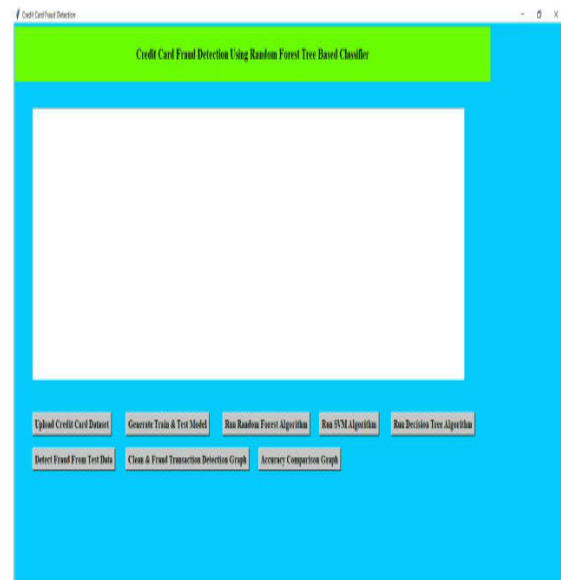 Credit Card Fraud Detection
Credit Card Fraud Detection Using Random Forest Tree Based Classifier
Upload Credit Card Dataset
Generate Train & Test Model
Run Random Forest Algorithm
Run SVM Algorithm
Run Decision Tree Algorithm
Detect Fraud From Test Data
Clean & Fraud Transaction Detection Graph
Accuracy Comparison Graph